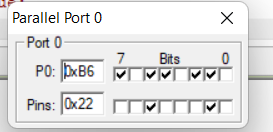 Parallel Port 0
Port 0
7 Bits 0
P0: 0xB6
Pins: 0x22